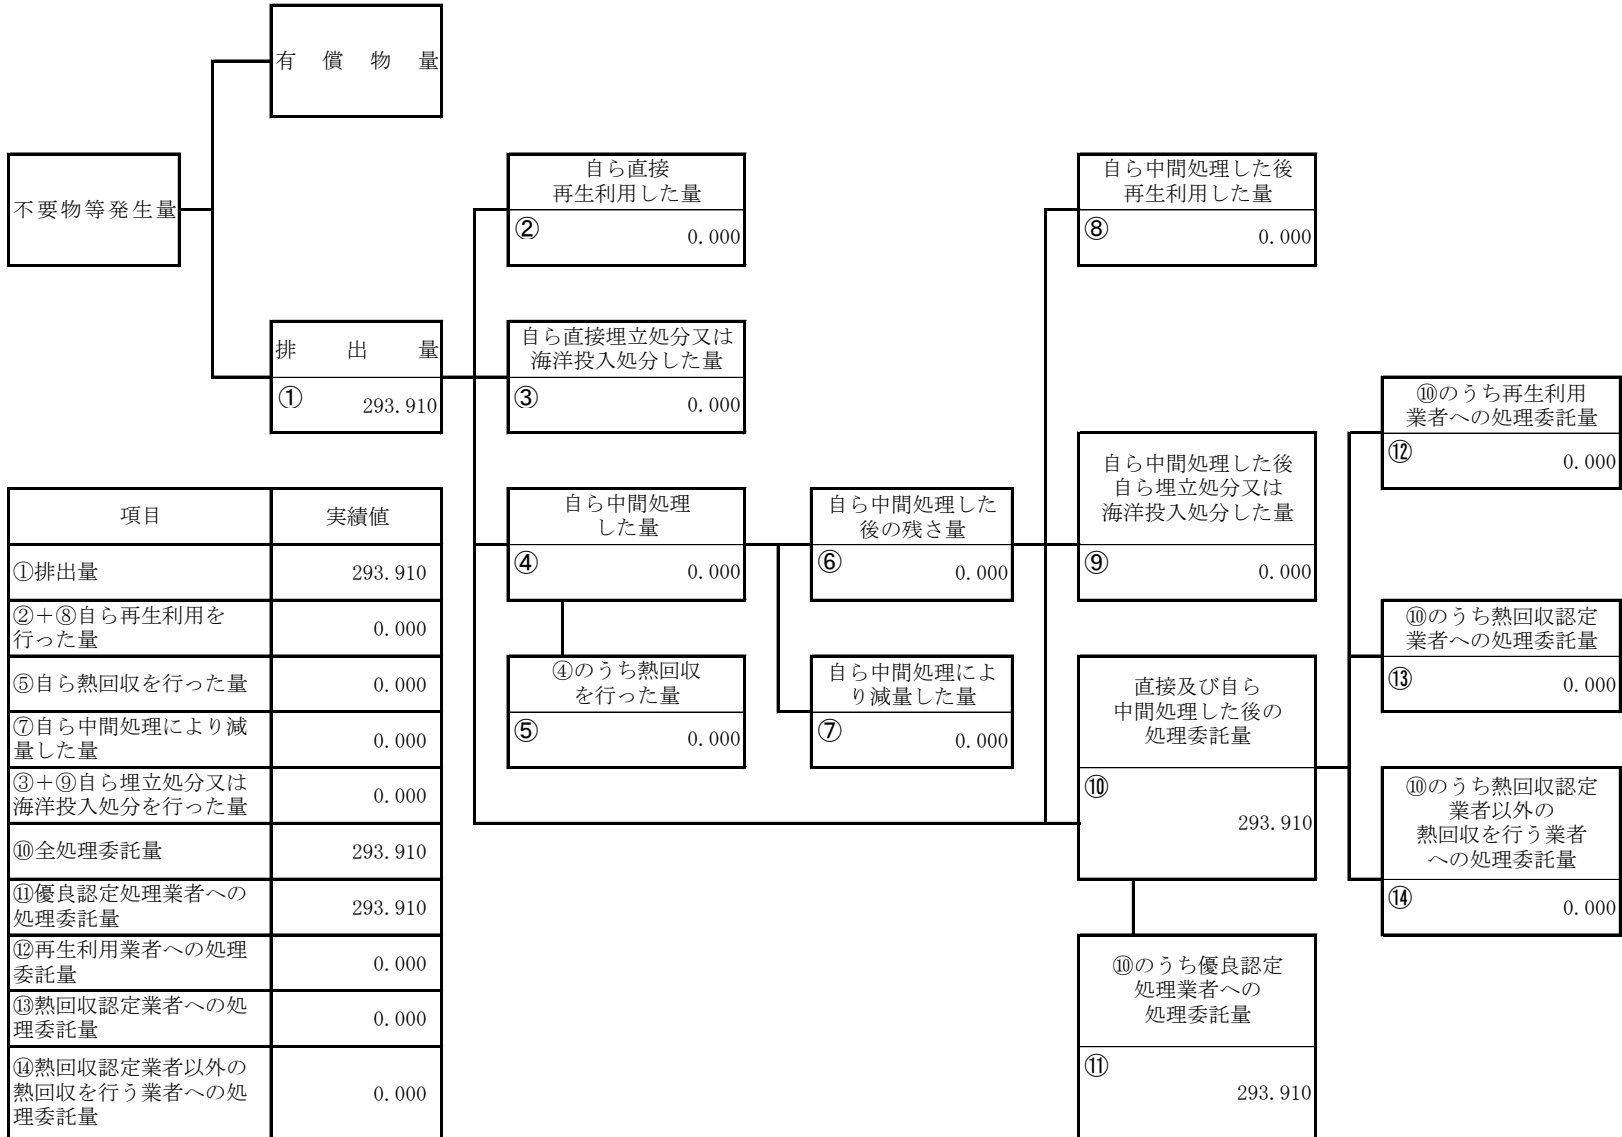 有償物量
不要物等発生量
自ら直接
再生利用した量
② 0.000
自ら中間処理した後
再生利用した量
⑧ 0.000
排出量
① 293.910
自ら直接埋立処分又は
海洋投入処分した量
③ 0.000
⑩のうち再生利用
業者への処理委託量
⑫ 0.000
自ら中間処理した後
自ら埋立処分又は
海洋投入処分した量
⑨ 0.000
自ら中間処理
した量
④ 0.000
自ら中間処理した
後の残さ量
⑥ 0.000
④のうち熱回収
を行った量
⑤ 0.000
自ら中間処理によ
り減量した量
⑦ 0.000
直接及び自ら
中間処理した後の
処理委託量
⑩
293.910
⑩のうち熱回収認定
業者への処理委託量
⑬ 0.000
⑩のうち熱回収認定
業者以外の
熱回収を行う業者
への処理委託量
⑭ 0.000
⑩のうち優良認定
処理業者への
処理委託量
⑪
293.910
項目 実績値
①排出量 293.910
②+⑧自ら再生利用を
行った量 0.000
⑤自ら熱回収を行った量 0.000
⑦自ら中間処理により減
量した量 0.000
③+⑨自ら埋立処分又は
海洋投入処分を行った量 0.000
⑩全処理委託量 293.910
⑪優良認定処理業者への
処理委託量 293.910
⑫再生利用業者への処理
委託量 0.000
⑬熱回収認定業者への処
理委託量 0.000
⑭熱回収認定業者以外の
熱回収を行う業者への処
理委託量 0.000